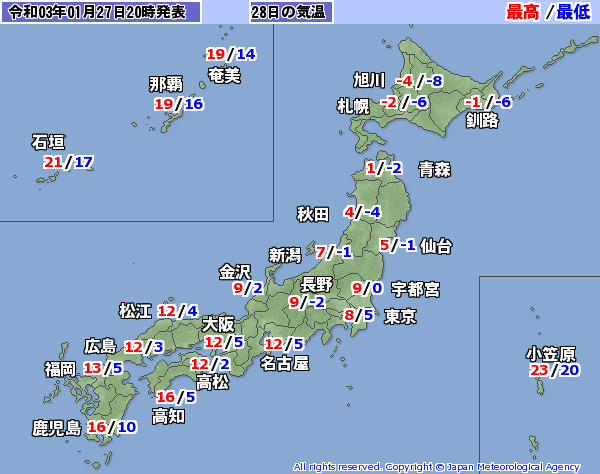 令和03年01月27日20時発表
28日の気温
最高/最低
19/14
奄美
那覇
19/16
石垣
21/17
旭川
-4/-8
札幌
-2/-6
-1/-6
釧路
1/-2
青森
秋田
4/-4
5/-1
仙台
新潟
7/-1
金沢
9/2
長野
9/-2
9/0
宇都宮
8/5
東京
松江
12/4
大阪
12/5
12/5
名古屋
広島
12/3
福岡
13/5
12/2
高松
16/5
高知
鹿児島
16/10
小笠原
23/20
All rights reserved. Copyright © Japan Meteorological Agency